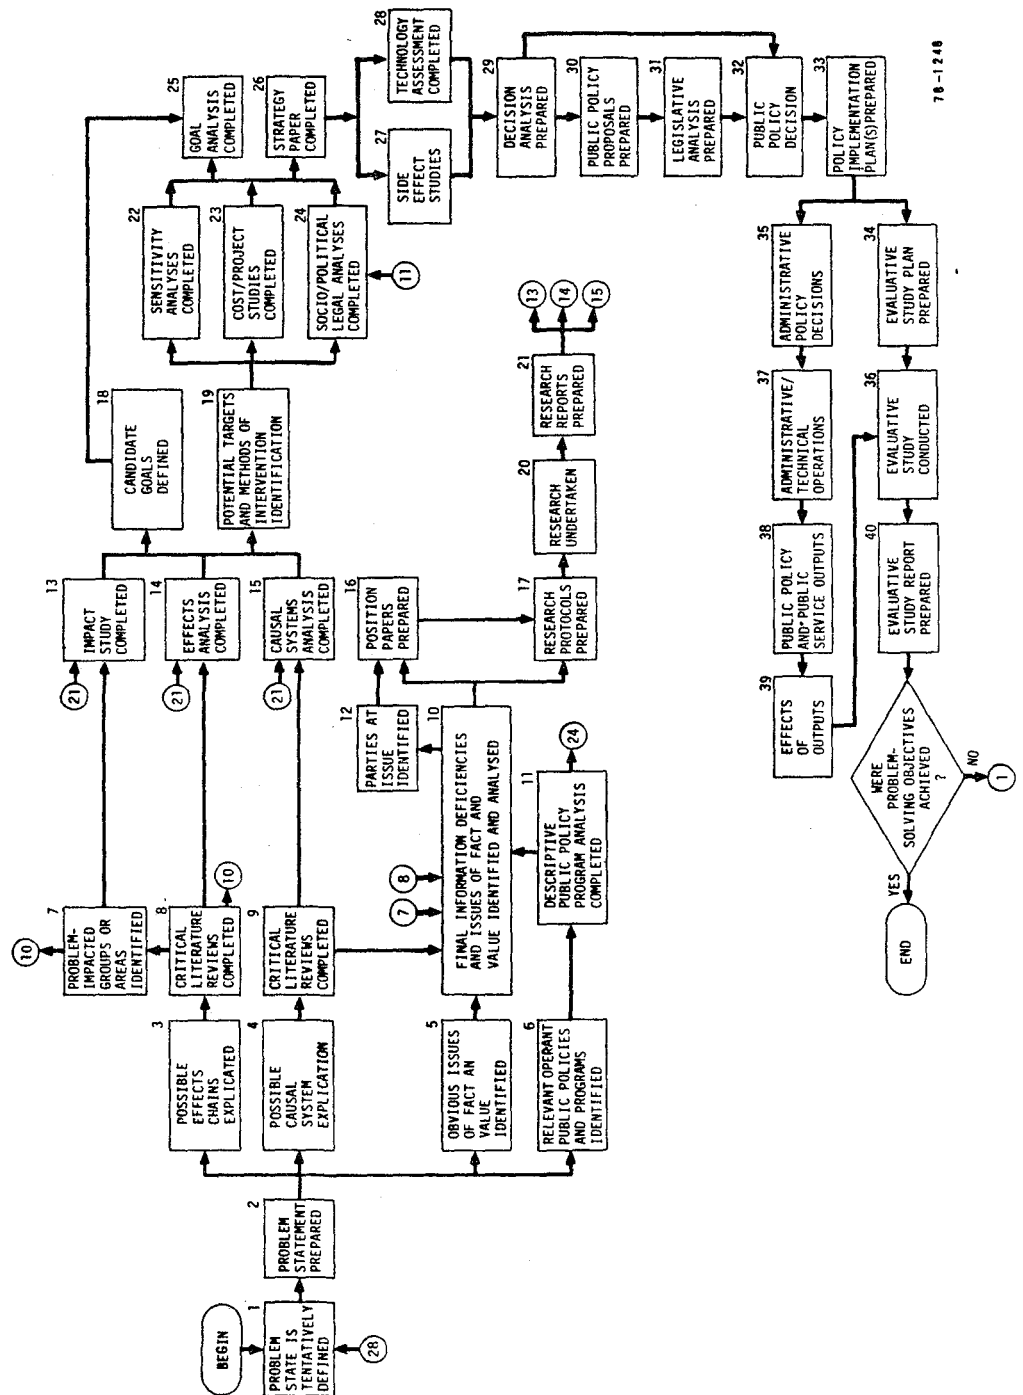 BEGIN
1
PROBLEM
STATE IS
TENTATIVELY
DEFINED
28
2
PROBLEM
STATEMENT
PREPARED
3
POSSIBLE
EFFECTS
CHAINS
EXPLICATED
4
POSSIBLE
CAUSAL
SYSTEM
EXPLICATION
5
OBVIOUS ISSUES
OF FACT AN
VALUE
IDENTIFIED
6
RELEVANT OPERANT
PUBLIC POLICIES
AND PROGRAMS
IDENTIFIED
10
7
PROBLEM-
IMPACTED
GROUPS OR
AREAS
IDENTIFIED
8
CRITICAL
LITERATURE
REVIEWS
COMPLETED
10
9
CRITICAL
LITERATURE
REVIEWS
COMPLETED
7
8
10
FINAL INFORMATION DEFICIENCIES
AND ISSUES OF FACT AND
VALUE IDENTIFIED AND ANALYSED
11
DESCRIPTIVE
PUBLIC POLICY
PROGRAM ANALYSIS
COMPLETED
24
12
PARTIES AT
ISSUE
IDENTIFIED
21
13
IMPACT
STUDY
COMPLETED
21
14
EFFECTS
ANALYSIS
COMPLETED
21
15
CAUSAL
SYSTEMS
ANALYSIS
COMPLETED
16
POSITION
PAPERS
PREPARED
17
RESEARCH
PROTOCOLS
PREPARED
18
CANDIDATE
GOALS
DEFINED
19
POTENTIAL TARGETS
AND METHODS OF
INTERVENTION
IDENTIFICATION
20
RESEARCH
UNDERTAKEN
21
RESEARCH
REPORTS
PREPARED
13
14
15
22
SENSITIVITY
ANALYSES
COMPLETED
23
COST/PROJECT
STUDIES
COMPLETED
24
SOCIO/POLITICAL
LEGAL ANALYSES
COMPLETED
11
25
GOAL
ANALYSIS
COMPLETED
26
STRATEGY
PAPER
COMPLETED
27
SIDE
EFFECT
STUDIES
28
TECHNOLOGY
ASSESSMENT
COMPLETED
29
DECISION
ANALYSIS
PREPARED
30
PUBLIC POLICY
PROPOSALS
PREPARED
31
LEGISLATIVE
ANALYSIS
PREPARED
32
PUBLIC
POLICY
DECISION
33
POLICY
IMPLEMENTATION
PLAN(S) PREPARED
34
EVALUATIVE
STUDY PLAN
PREPARED
35
ADMINISTRATIVE
POLICY
DECISIONS
36
EVALUATIVE
STUDY
CONDUCTED
37
ADMINISTRATIVE/
TECHNICAL
OPERATIONS
38
PUBLIC POLICY
AND PUBLIC
SERVICE OUTPUTS
39
EFFECTS
OF
OUTPUTS
40
EVALUATIVE
STUDY REPORT
PREPARED
WERE
PROBLEM-
SOLVING OBJECTIVES
ACHIEVED
?
YES
NO
1
END
78-1248